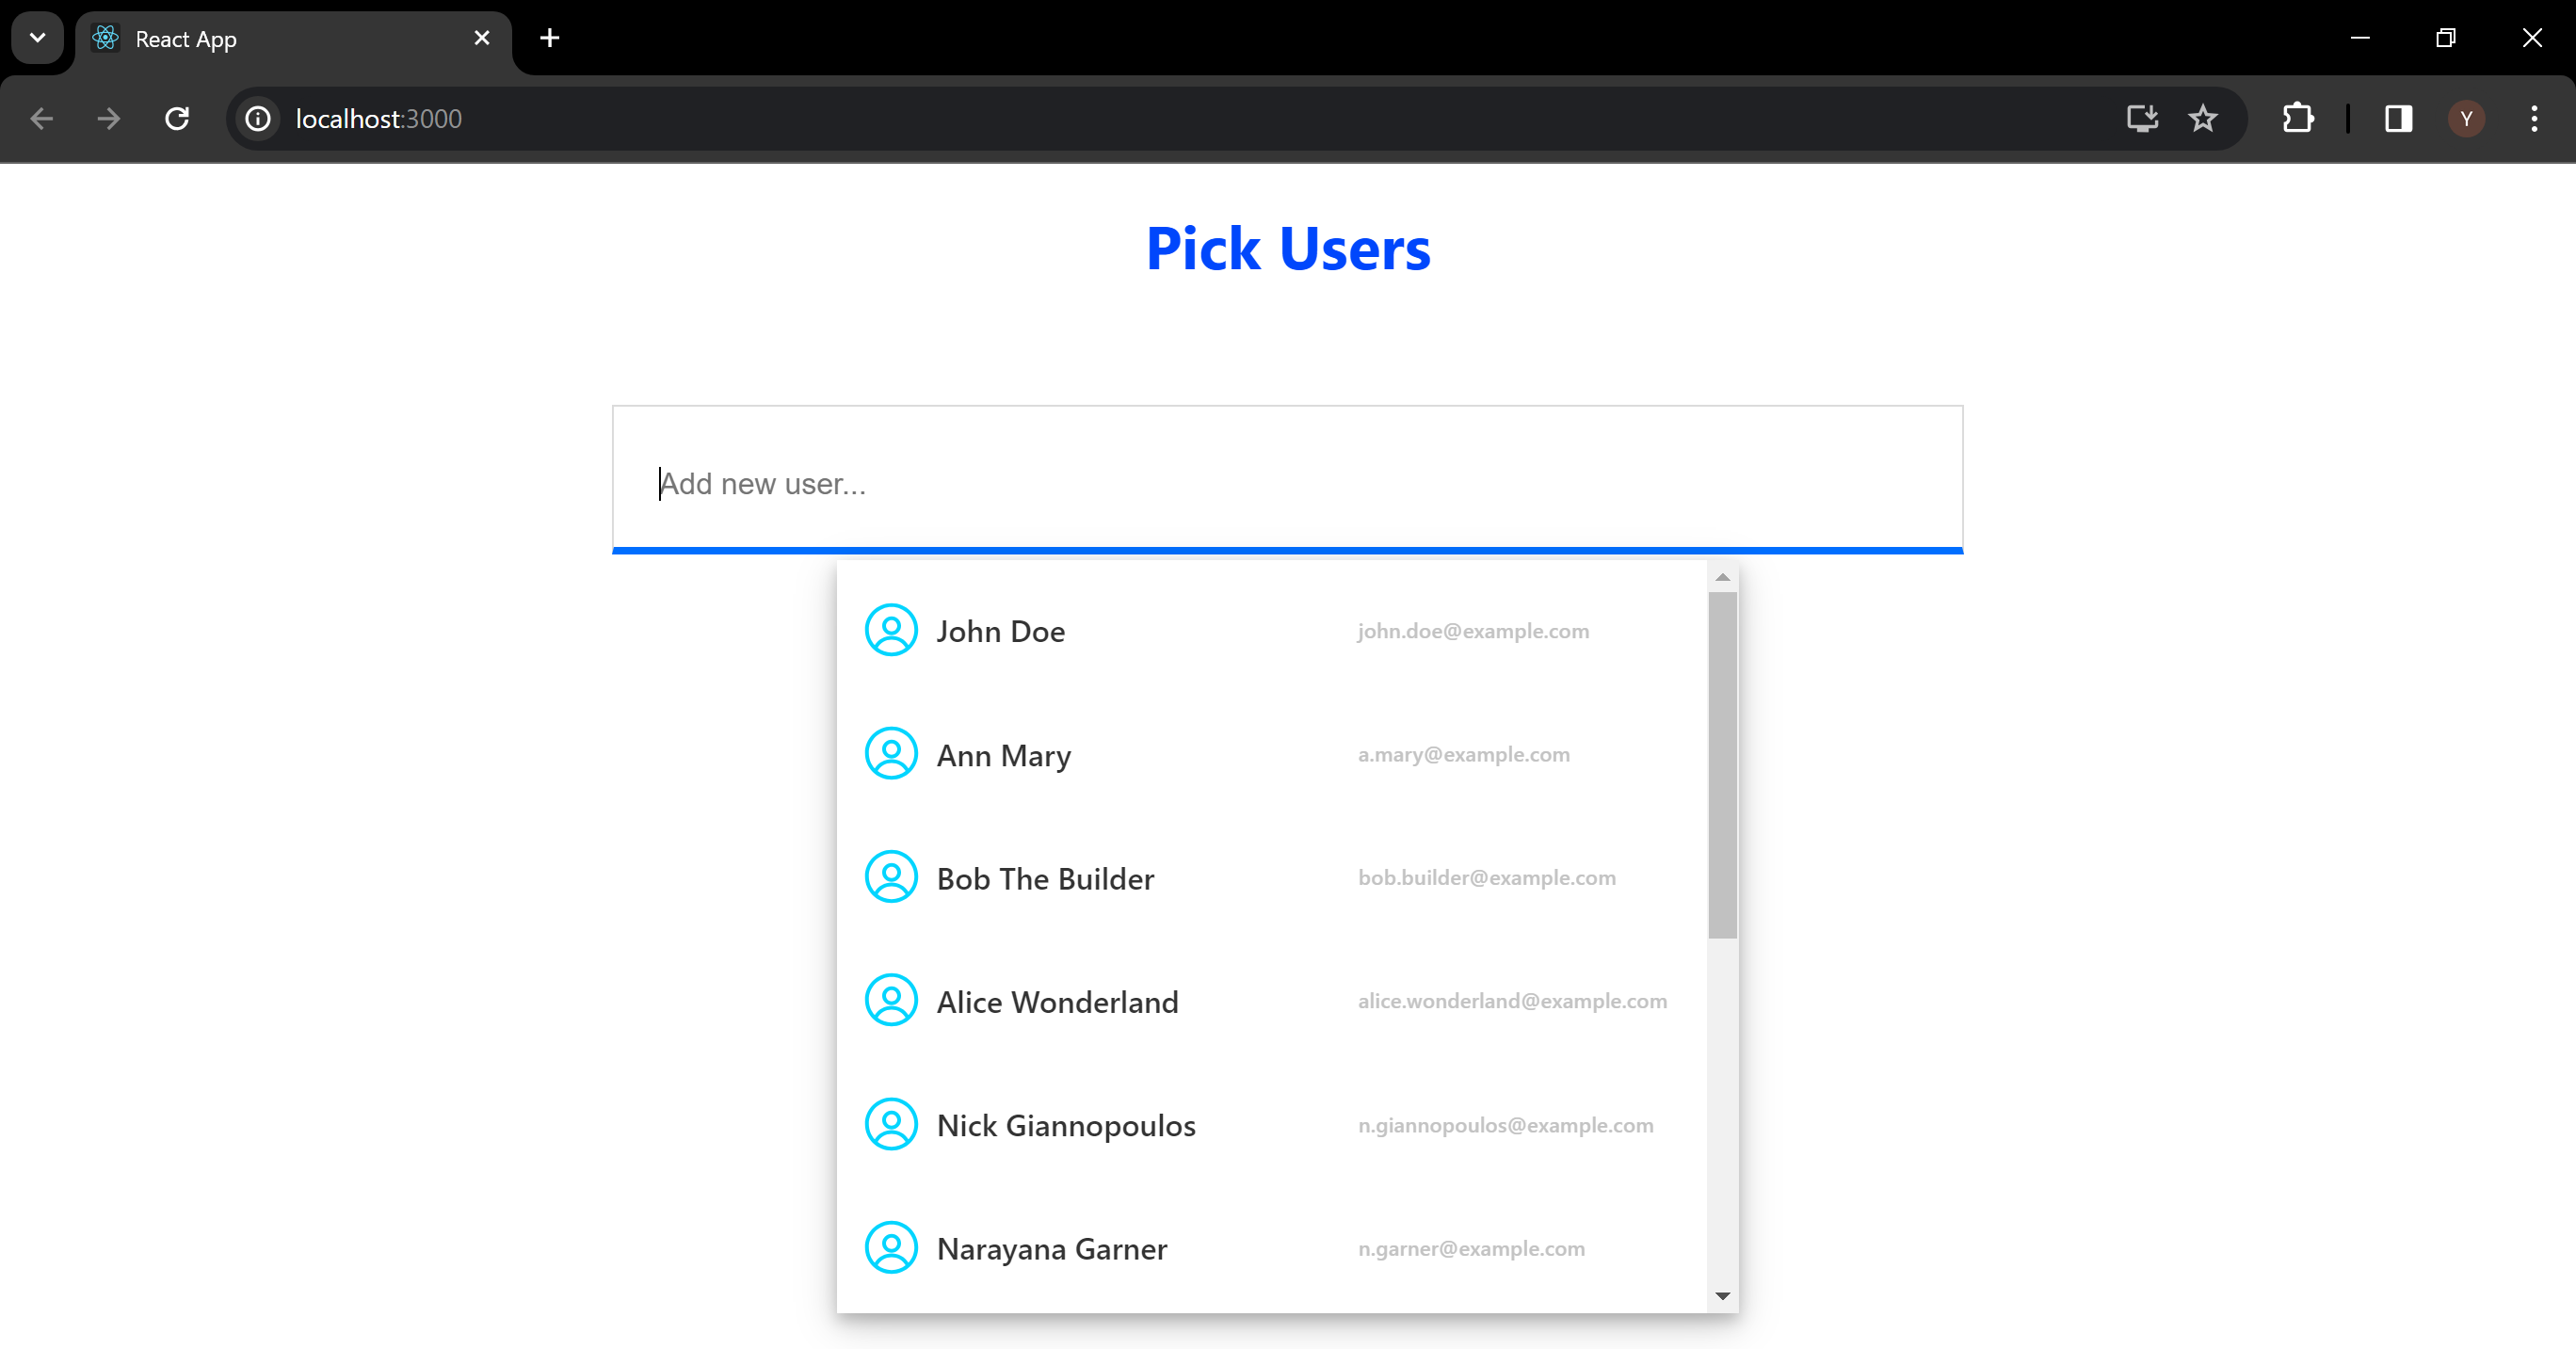 React App
localhost:3000
Y
Pick Users
Add new user...
John Doe john.doe@example.com
Ann Mary a.mary@example.com
Bob The Builder bob.builder@example.com
Alice Wonderland alice.wonderland@example.com
Nick Giannopoulos n.giannopoulos@example.com
Narayana Garner n.garner@example.com